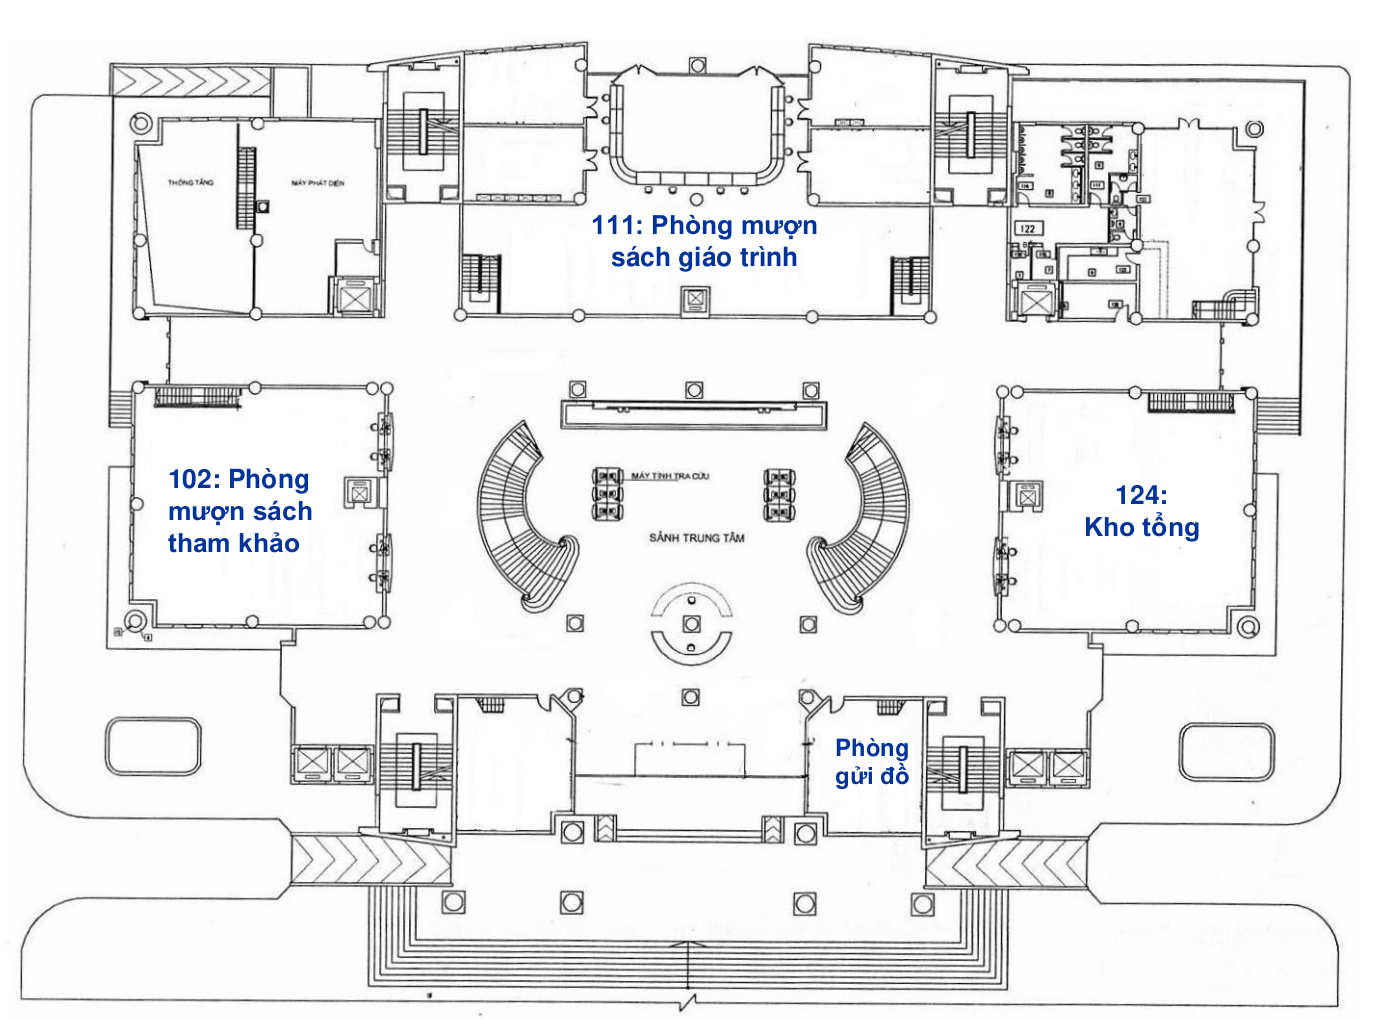 THÔNG TẦNG
MÁY PHÁT DIỆN
111: Phòng mượn
sách giáo trình
122
102: Phòng
mượn sách
tham khảo
MÁY TÍNH TRA CỨU
SẢNH TRUNG TÂM
124:
Kho tổng
Phòng
gửi đồ